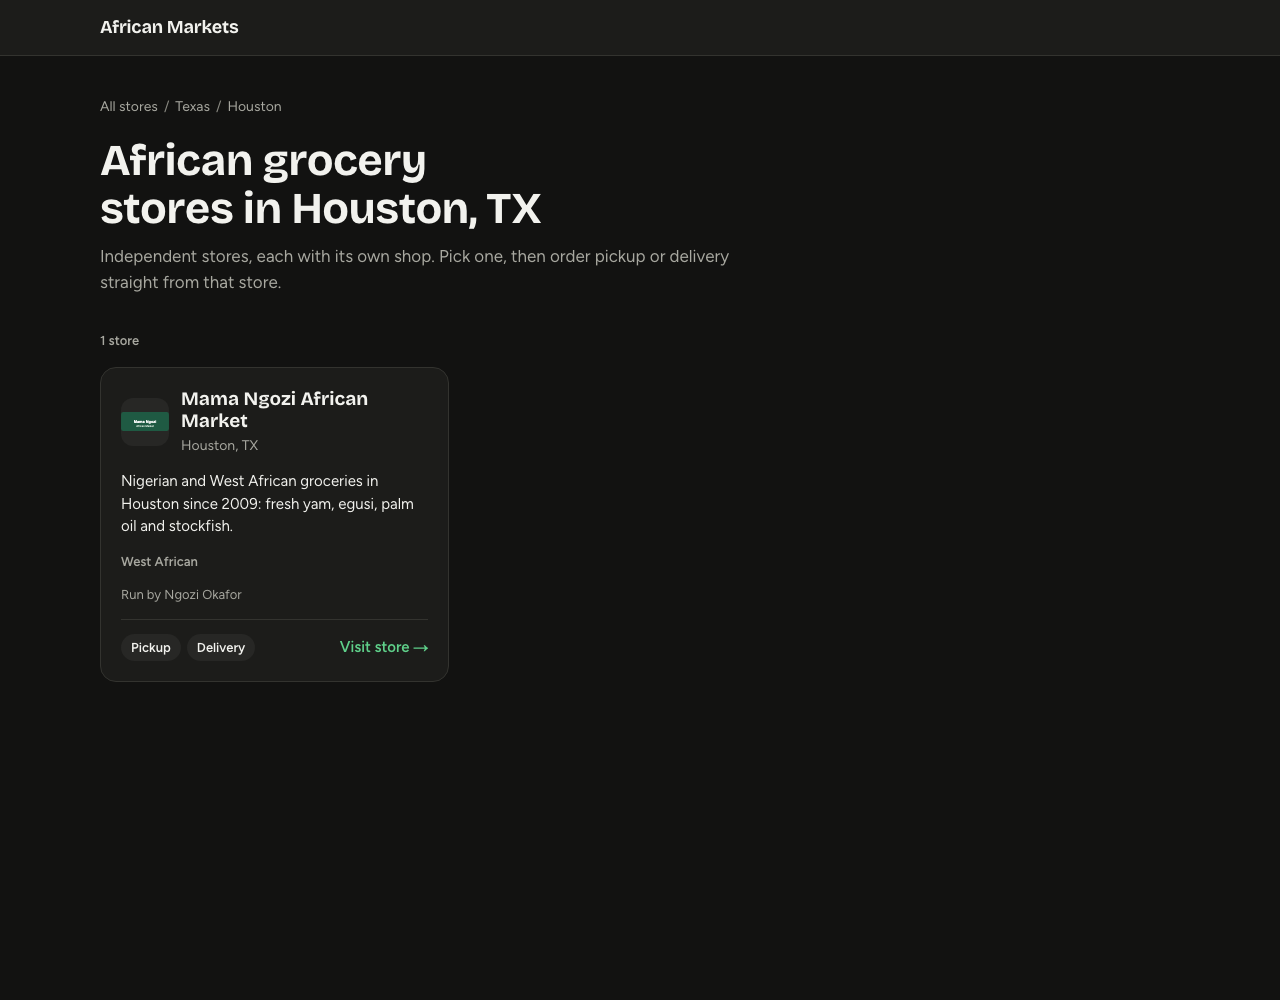 African Markets
All stores / Texas / Houston
African grocery
stores in Houston, TX
Independent stores, each with its own shop. Pick one, then order pickup or delivery
straight from that store.
1 store
Mama Ngozi
Mama Ngozi African
Market
Houston, TX
Nigerian and West African groceries in
Houston since 2009: fresh yam, egusi, palm
oil and stockfish.
West African
Run by Ngozi Okafor
Pickup Delivery Visit store →